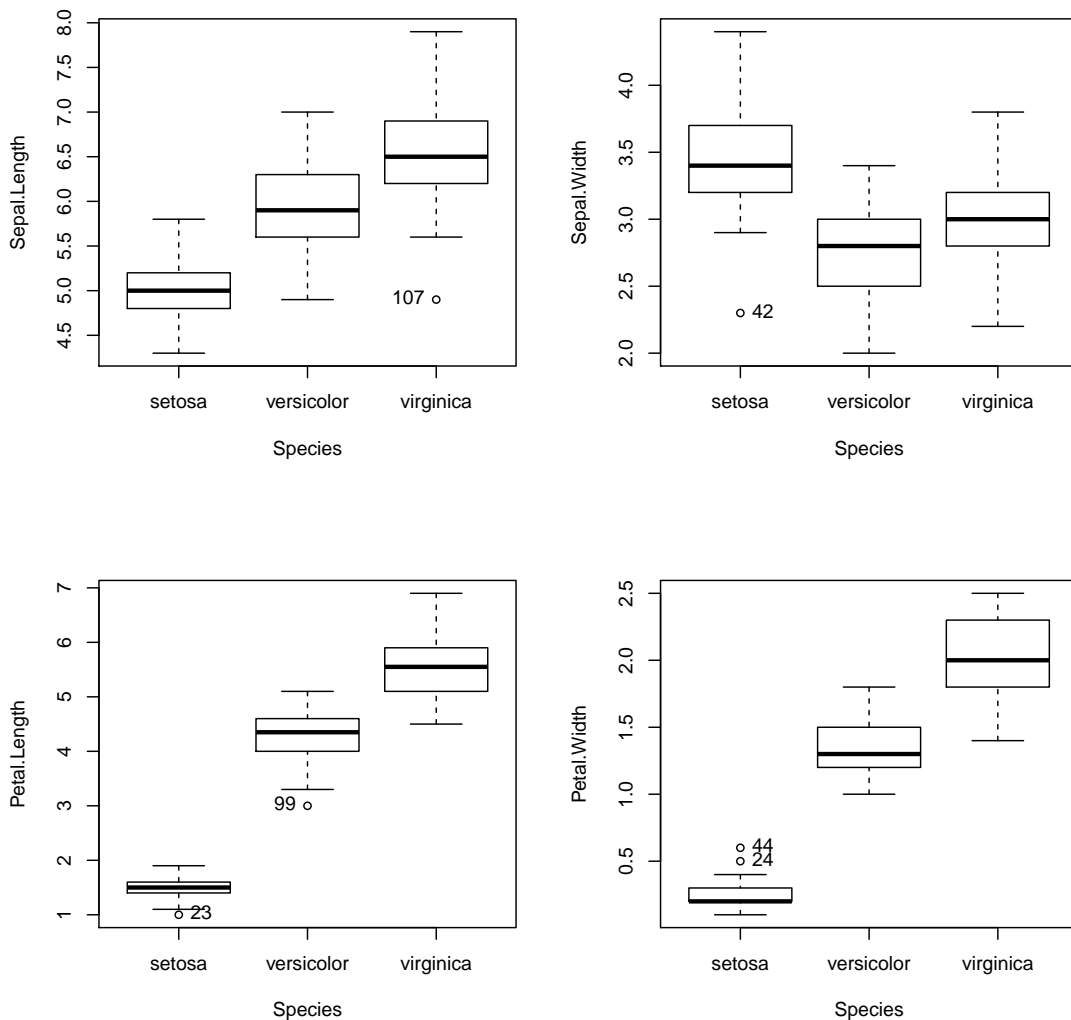 Sepal.Length
8.0
7.5
7.0
6.5
6.0
5.5
5.0
4.5
107
setosa versicolor virginica
Species
Sepal.Width
4.0
3.5
3.0
2.5
2.0
42
setosa versicolor virginica
Species
Petal.Length
7
6
5
4
3
2
1
99
23
setosa versicolor virginica
Species
Petal.Width
2.5
2.0
1.5
1.0
0.5
44
24
setosa versicolor virginica
Species